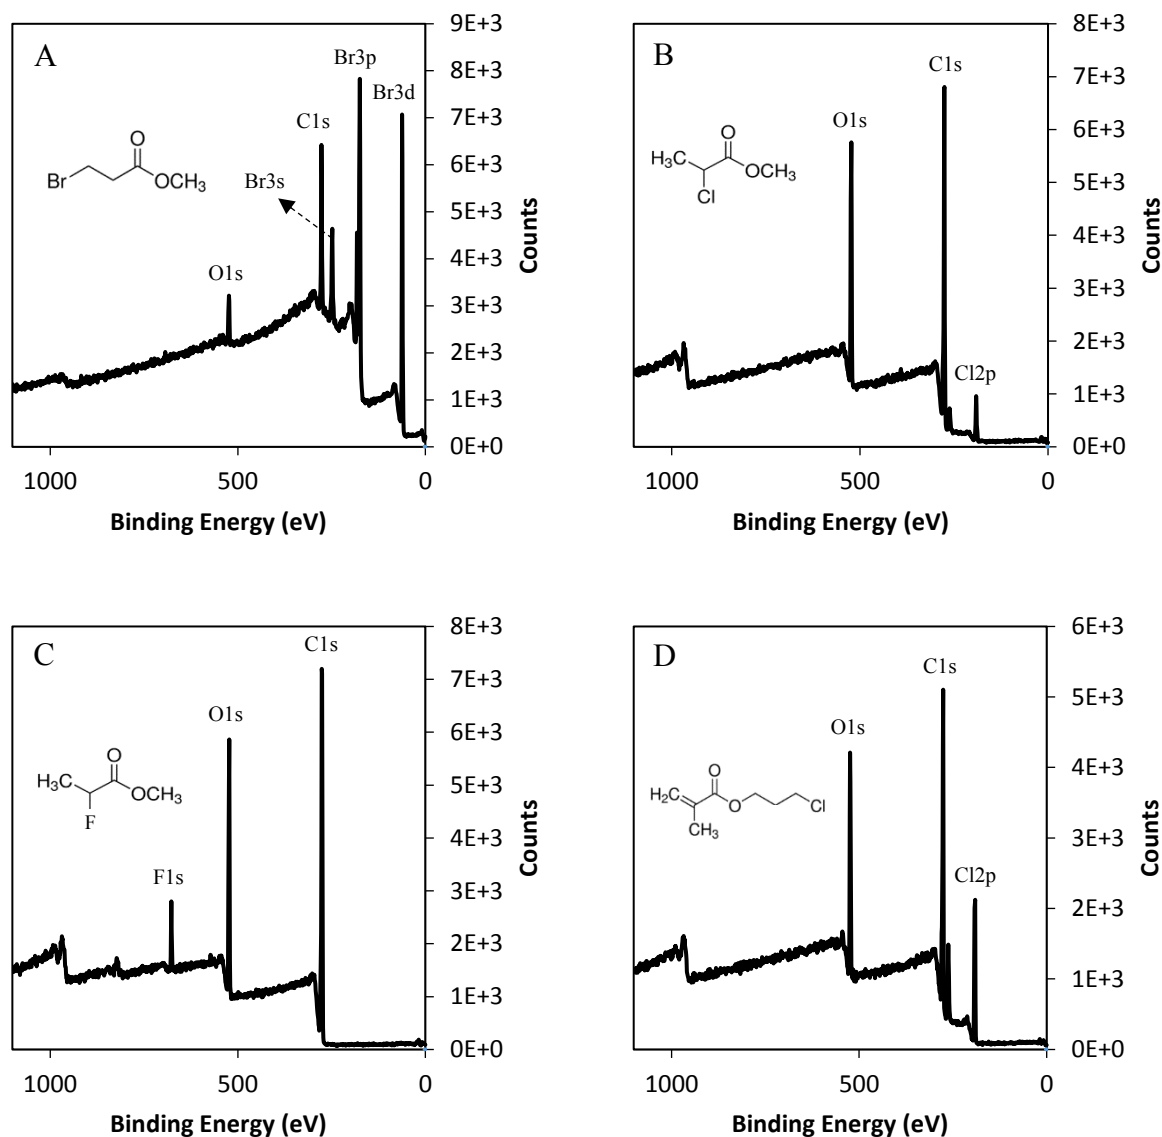 A
Br3p
Br3d
C1s
Br3s
O1s
O
Br
OCH3
9E+3
8E+3
7E+3
6E+3
5E+3
4E+3
3E+3
2E+3
1E+3
0E+0
Counts
1000
500
0
Binding Energy (eV)
B
C1s
O1s
Cl2p
O
H3C
OCH3
Cl
8E+3
7E+3
6E+3
5E+3
4E+3
3E+3
2E+3
1E+3
0E+0
Counts
1000
500
0
Binding Energy (eV)
C
C1s
O1s
F1s
O
H3C
OCH3
F
8E+3
7E+3
6E+3
5E+3
4E+3
3E+3
2E+3
1E+3
0E+0
Counts
1000
500
0
Binding Energy (eV)
D
C1s
O1s
Cl2p
O
H2C
O
Cl
CH3
6E+3
5E+3
4E+3
3E+3
2E+3
1E+3
0E+0
Counts
1000
500
0
Binding Energy (eV)